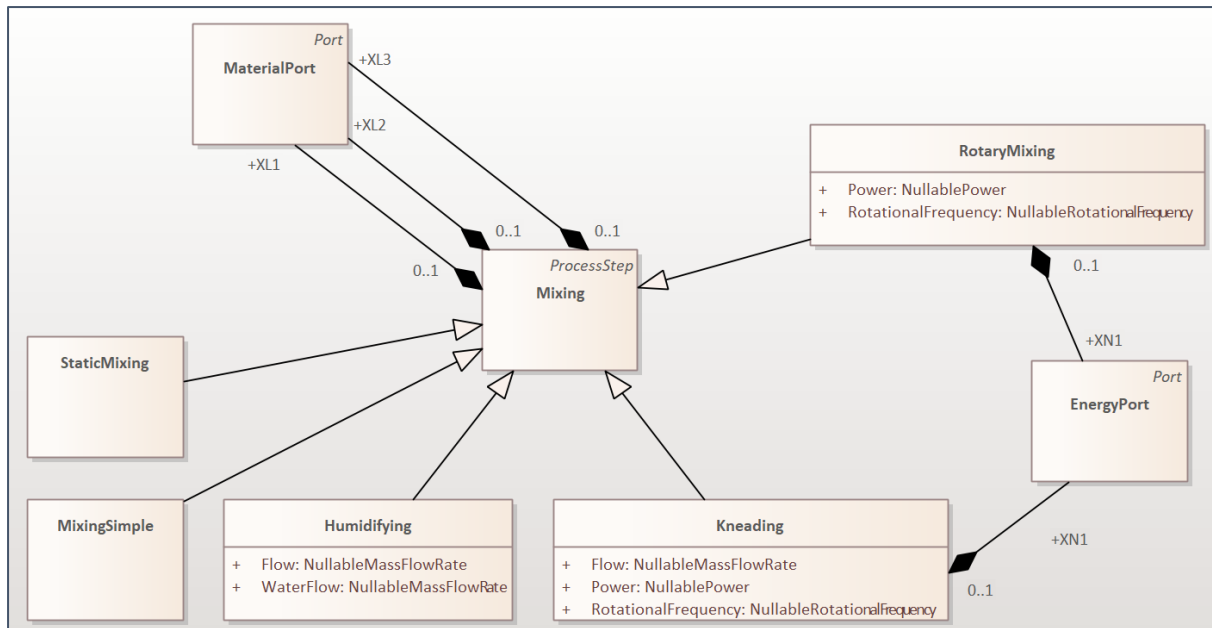 Port
MaterialPort
+XL3
+XL2
+XL1
0..1
0..1
0..1
ProcessStep
Mixing
RotaryMixing
+ Power: NullablePower
+ RotationalFrequency: NullableRotationalFrequency
0..1
+XN1
Port
EnergyPort
+XN1
0..1
StaticMixing
MixingSimple
Humidifying
+ Flow: NullableMassFlowRate
+ WaterFlow: NullableMassFlowRate
Kneading
+ Flow: NullableMassFlowRate
+ Power: NullablePower
+ RotationalFrequency: NullableRotationalFrequency